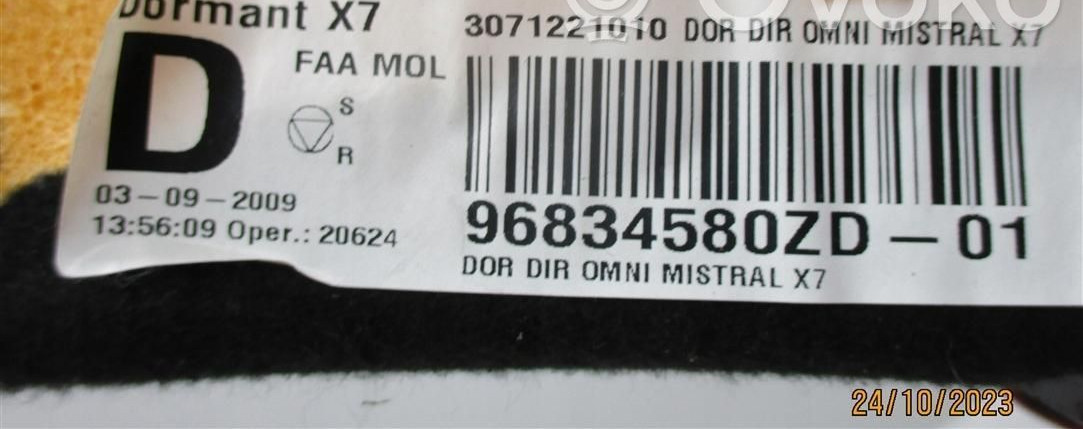 Dormant X7
3071221010 DOR DIR OMNI MISTRAL X7
D
FAA MOL
S
R
03-09-2009
13:56:09 Oper.: 20624
96834580ZD - 01
DOR DIR OMNI MISTRAL X7
OVOKO
24/10/2023